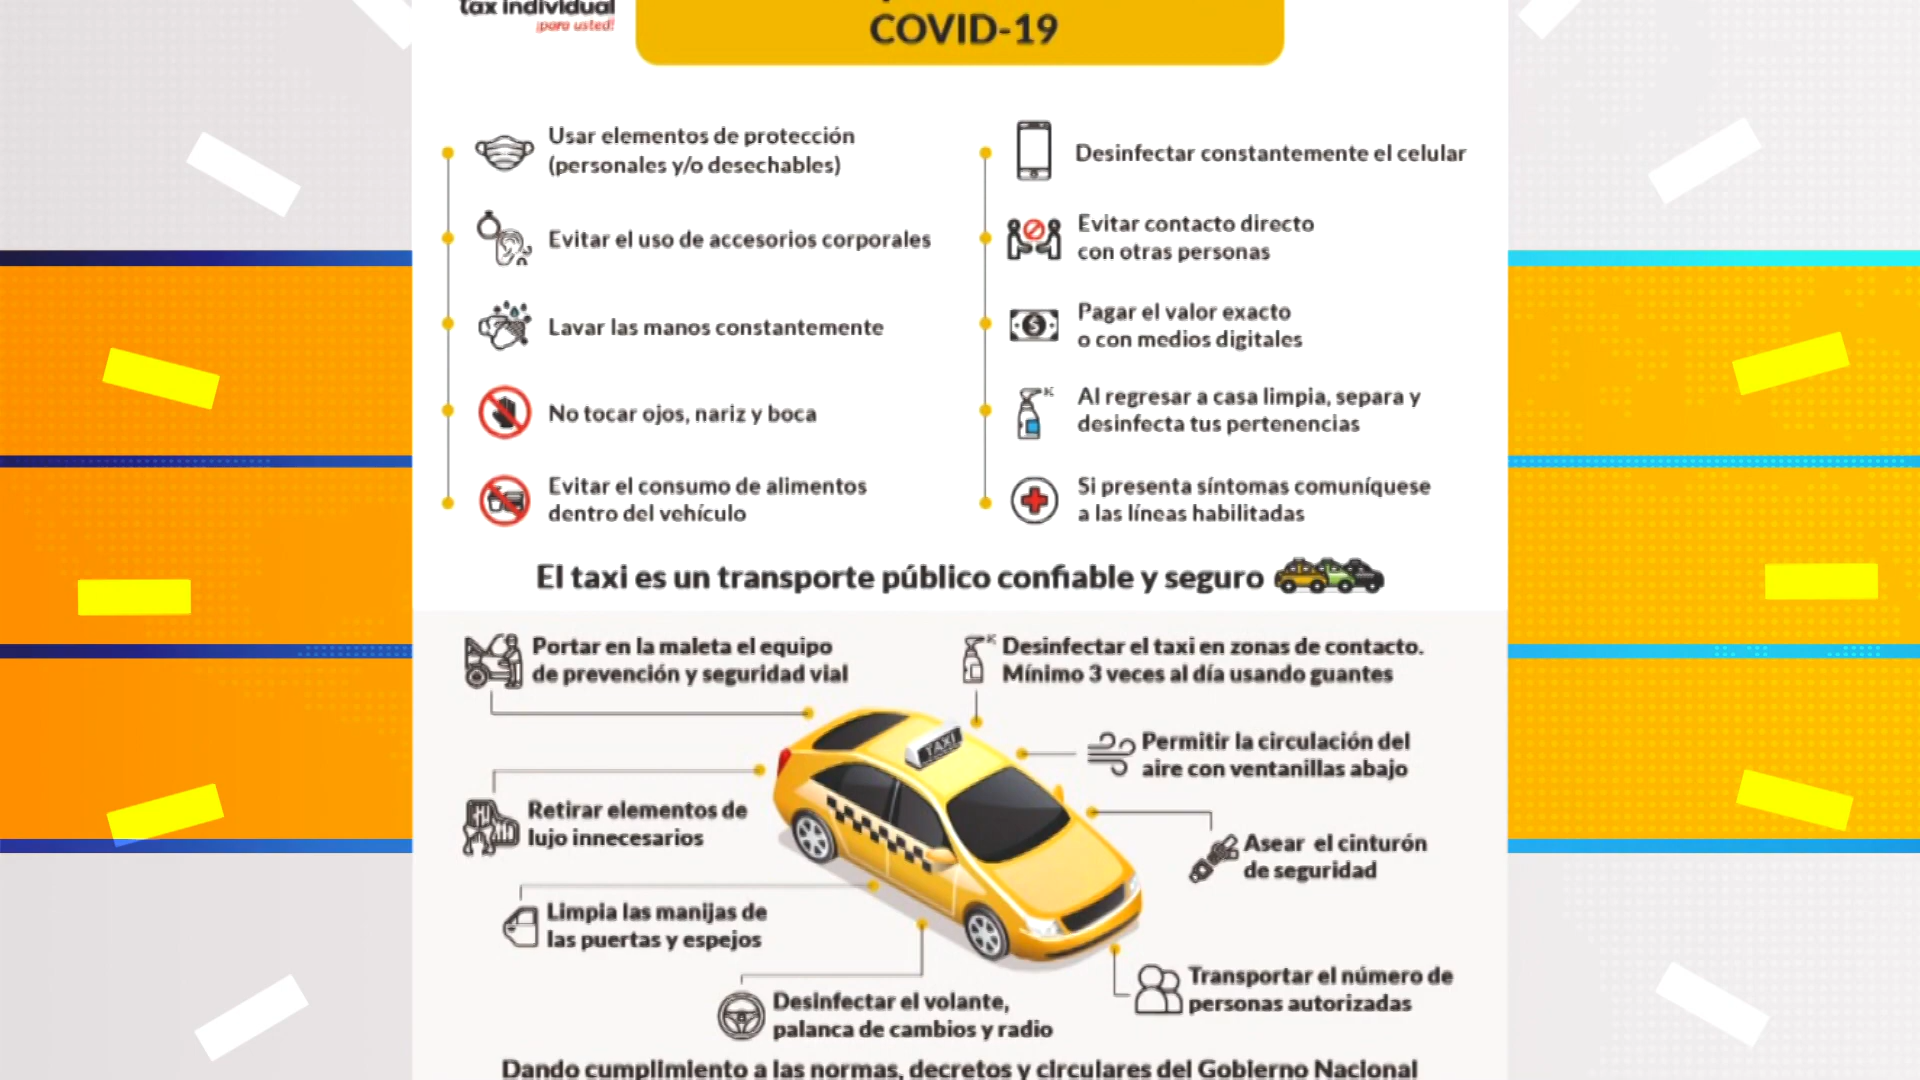 tax individual
¡para usted!
COVID-19
Usar elementos de protección
(personales y/o desechables)
Evitar el uso de accesorios corporales
Lavar las manos constantemente
No tocar ojos, nariz y boca
Evitar el consumo de alimentos
dentro del vehículo
Desinfectar constantemente el celular
Evitar contacto directo
con otras personas
Pagar el valor exacto
o con medios digitales
Al regresar a casa limpia, separa y
desinfecta tus pertenencias
Si presenta síntomas comuníquese
a las líneas habilitadas
El taxi es un transporte público confiable y seguro
Portar en la maleta el equipo
de prevención y seguridad vial
Desinfectar el taxi en zonas de contacto.
Mínimo 3 veces al día usando guantes
Permitir la circulación del
aire con ventanillas abajo
TAXI
Retirar elementos de
lujo innecesarios
Asear el cinturón
de seguridad
Limpia las manijas de
las puertas y espejos
Transportar el número de
personas autorizadas
Desinfectar el volante,
palanca de cambios y radio
Dando cumplimiento a las normas, decretos y circulares del Gobierno Nacional